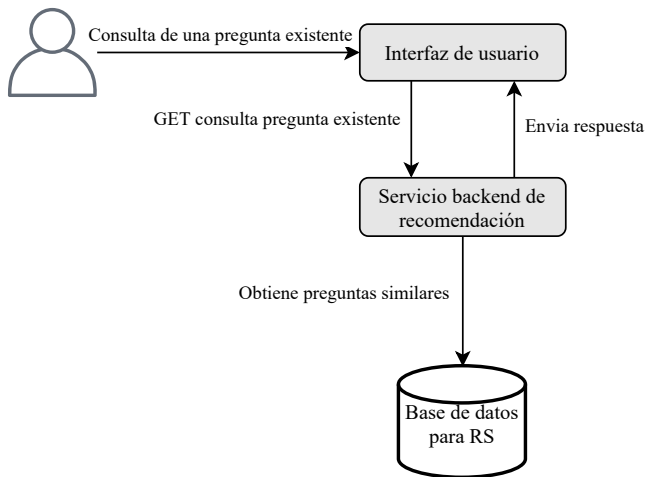 Consulta de una pregunta existente
Interfaz de usuario
GET consulta pregunta existente
Envia respuesta
Servicio backend de
recomendación
Obtiene preguntas similares
Base de datos
para RS